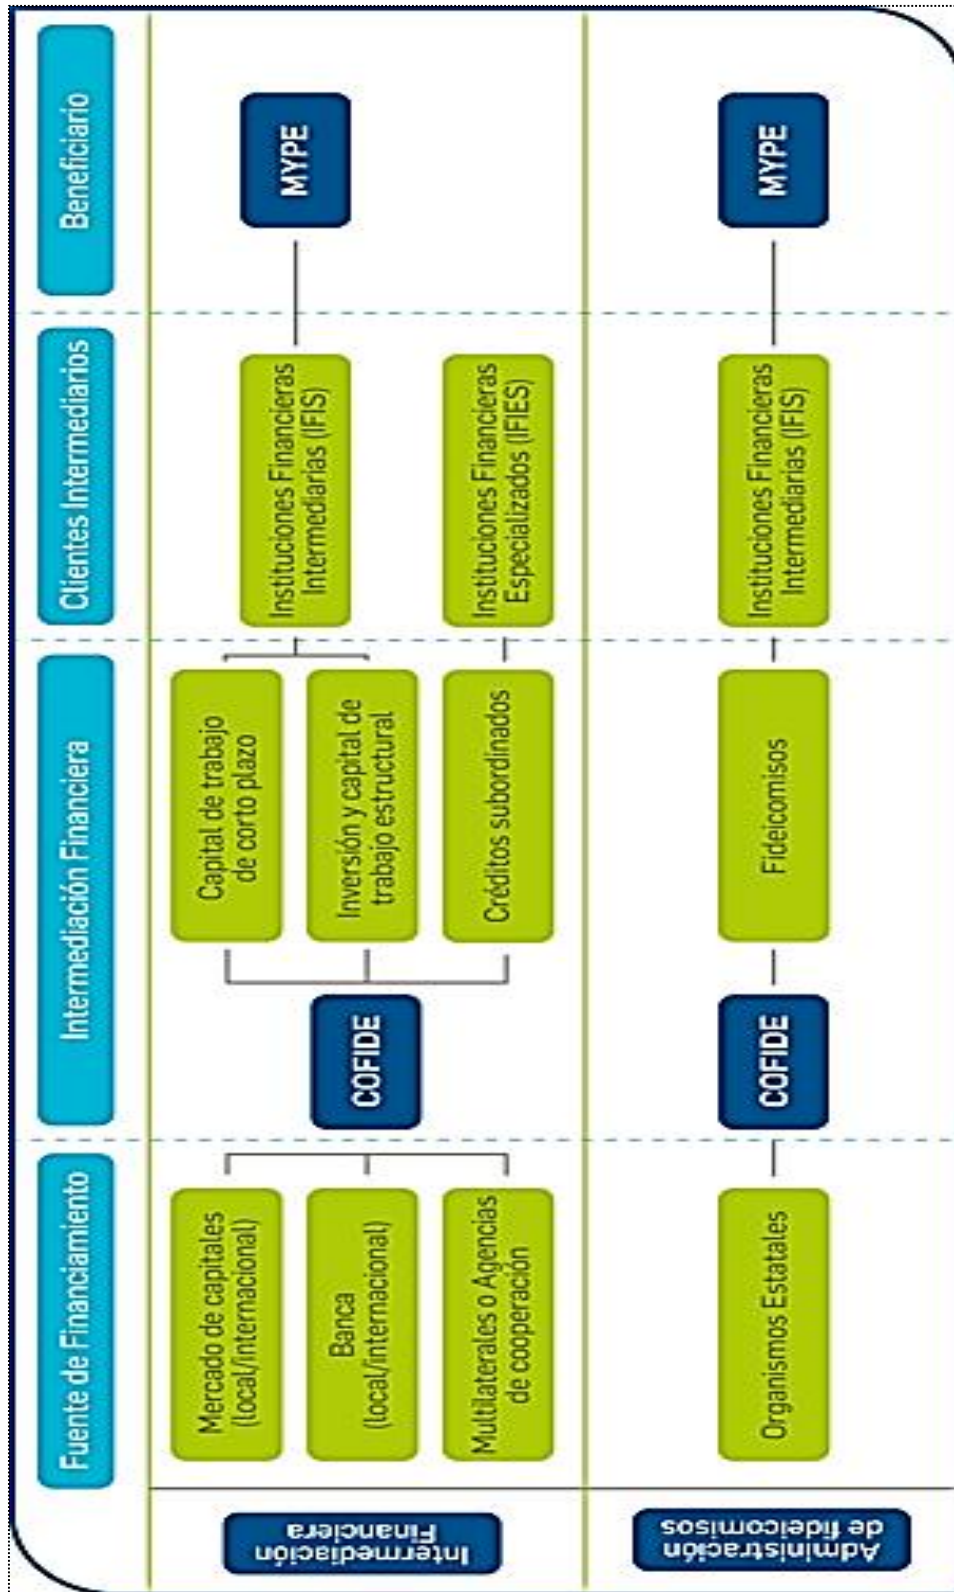 Fuente de Financiamiento
Intermediación Financiera
Clientes Intermediarios
Beneficiario
Intermediación
Financiera
Mercado de capitales
(local/internacional)
Banca
(local/internacional)
Multilaterales o Agencias
de cooperación
COFIDE
Capital de trabajo
de corto plazo
Inversión y capital de
trabajo estructural
Créditos subordinados
Instituciones Financieras
Intermediarias (IFIS)
Instituciones Financieras
Especializados (IFIES)
MYPE
Administración
de fideicomisos
Organismos Estatales
COFIDE
Fideicomisos
Instituciones Financieras
Intermediarias (IFIS)
MYPE